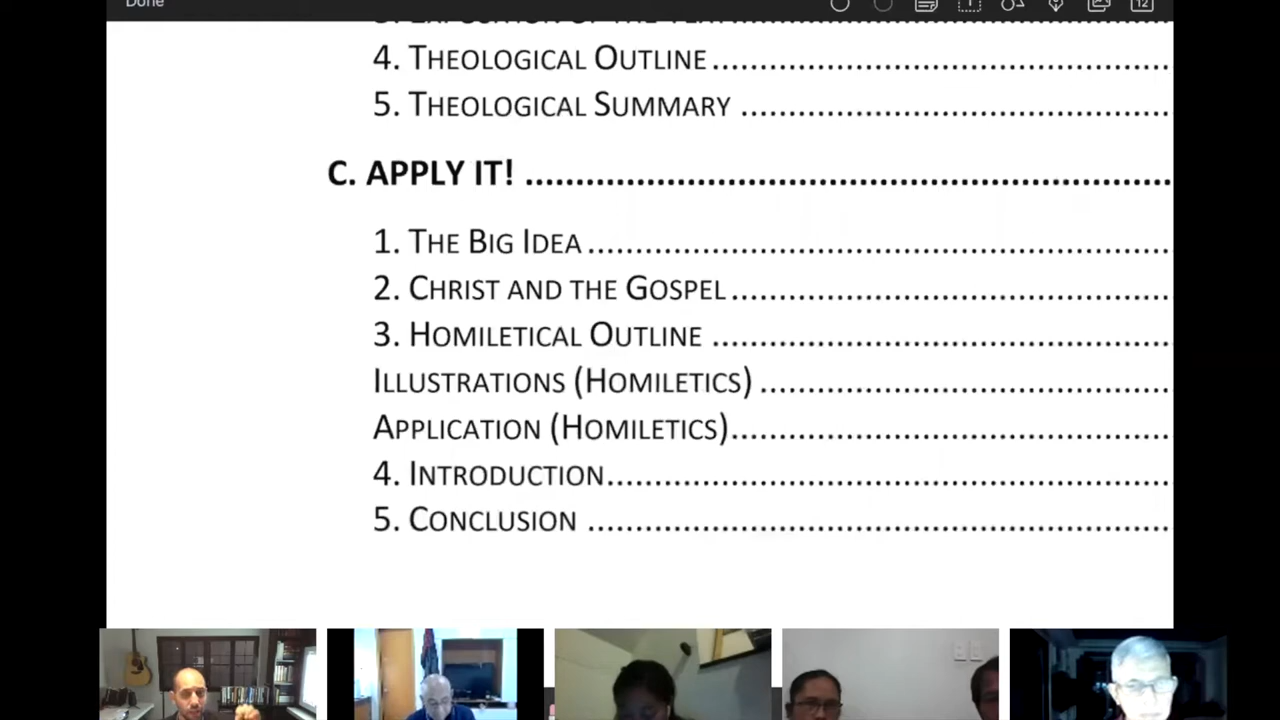 Done
4. THEOLOGICAL OUTLINE
5. THEOLOGICAL SUMMARY
C. APPLY IT!
1. THE BIG IDEA
2. CHRIST AND THE GOSPEL
3. HOMILETICAL OUTLINE
ILLUSTRATIONS (HOMILETICS)
APPLICATION (HOMILETICS)
4. INTRODUCTION
5. CONCLUSION